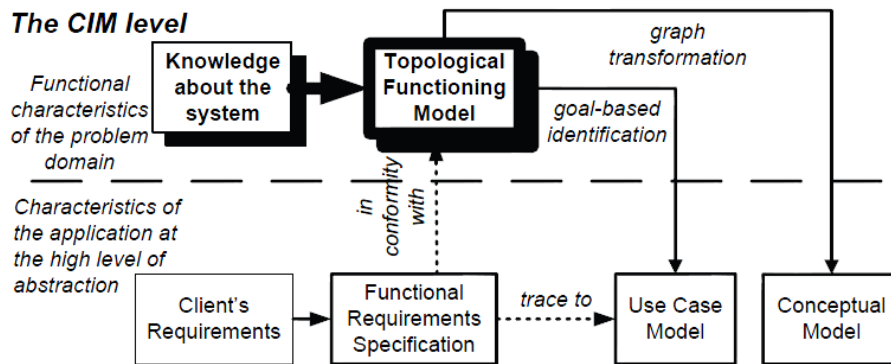 The CIM level
Knowledge
about the
system
Topological
Functioning
Model
graph
transformation
Functional
characteristics
of the problem
domain
goal-based
identification
in
conformity
with
Characteristics of
the application at
the high level of
abstraction
Client's
Requirements
Functional
Requirements
Specification
trace to
Use Case
Model
Conceptual
Model